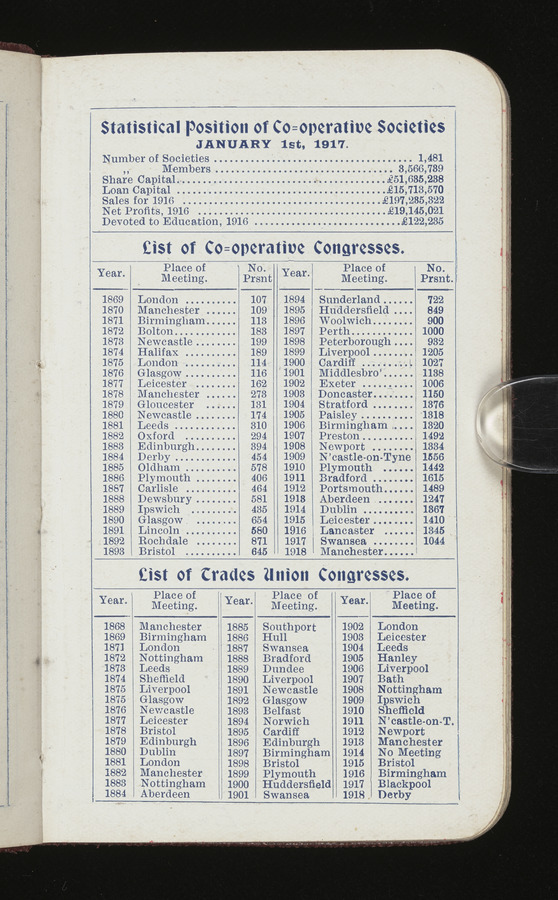 Statistical Position of Co=operative Societies
JANUARY 1st, 1917.
Number of Societies ........ 1,481
,, Members ........ 3,566,739
Share Capital ........ £51,635,238
Loan Capital ........ £15,713,570
Sales for 1916 ........ £197,235,322
Net Profits, 1916 ........ £19,145,021
Devoted to Education, 1916 ........ £122,235
List of Co=operative Congresses.
Year. Place of Meeting. No. Prsnt Year. Place of Meeting. No. Prsnt.
1869 London 107 1894 Sunderland 722
1870 Manchester 109 1895 Huddersfield 849
1871 Birmingham 113 1896 Woolwich 900
1872 Bolton 183 1897 Perth 1000
1873 Newcastle 199 1898 Peterborough 932
1874 Halifax 189 1899 Liverpool 1205
1875 London 114 1900 Cardiff 1027
1876 Glasgow 116 1901 Middlesbro' 1138
1877 Leicester 162 1902 Exeter 1006
1878 Manchester 273 1903 Doncaster 1150
1879 Gloucester 131 1904 Stratford 1376
1880 Newcastle 174 1905 Paisley 1318
1881 Leeds 310 1906 Birmingham 1320
1882 Oxford 294 1907 Preston 1492
1883 Edinburgh 394 1908 Newport 1334
1884 Derby 454 1909 N'castle-on-Tyne 1556
1885 Oldham 578 1910 Plymouth 1442
1886 Plymouth 406 1911 Bradford 1615
1887 Carlisle 464 1912 Portsmouth 1489
1888 Dewsbury 581 1913 Aberdeen 1247
1889 Ipswich 435 1914 Dublin 1367
1890 Glasgow 654 1915 Leicester 1410
1891 Lincoln 580 1916 Lancaster 1345
1892 Rochdale 871 1917 Swansea 1044
1893 Bristol 645 1918 Manchester
List of Trades Union Congresses.
Year. Place of Meeting. Year. Place of Meeting. Year. Place of Meeting.
1868 Manchester 1885 Southport 1902 London
1869 Birmingham 1886 Hull 1903 Leicester
1871 London 1887 Swansea 1904 Leeds
1872 Nottingham 1888 Bradford 1905 Hanley
1873 Leeds 1889 Dundee 1906 Liverpool
1874 Sheffield 1890 Liverpool 1907 Bath
1875 Liverpool 1891 Newcastle 1908 Nottingham
1875 Glasgow 1892 Glasgow 1909 Ipswich
1876 Newcastle 1893 Belfast 1910 Sheffield
1877 Leicester 1894 Norwich 1911 N'castle-on-T.
1878 Bristol 1895 Cardiff 1912 Newport
1879 Edinburgh 1896 Edinburgh 1913 Manchester
1880 Dublin 1897 Birmingham 1914 No Meeting
1881 London 1898 Bristol 1915 Bristol
1882 Manchester 1899 Plymouth 1916 Birmingham
1883 Nottingham 1900 Huddersfield 1917 Blackpool
1884 Aberdeen 1901 Swansea 1918 Derby